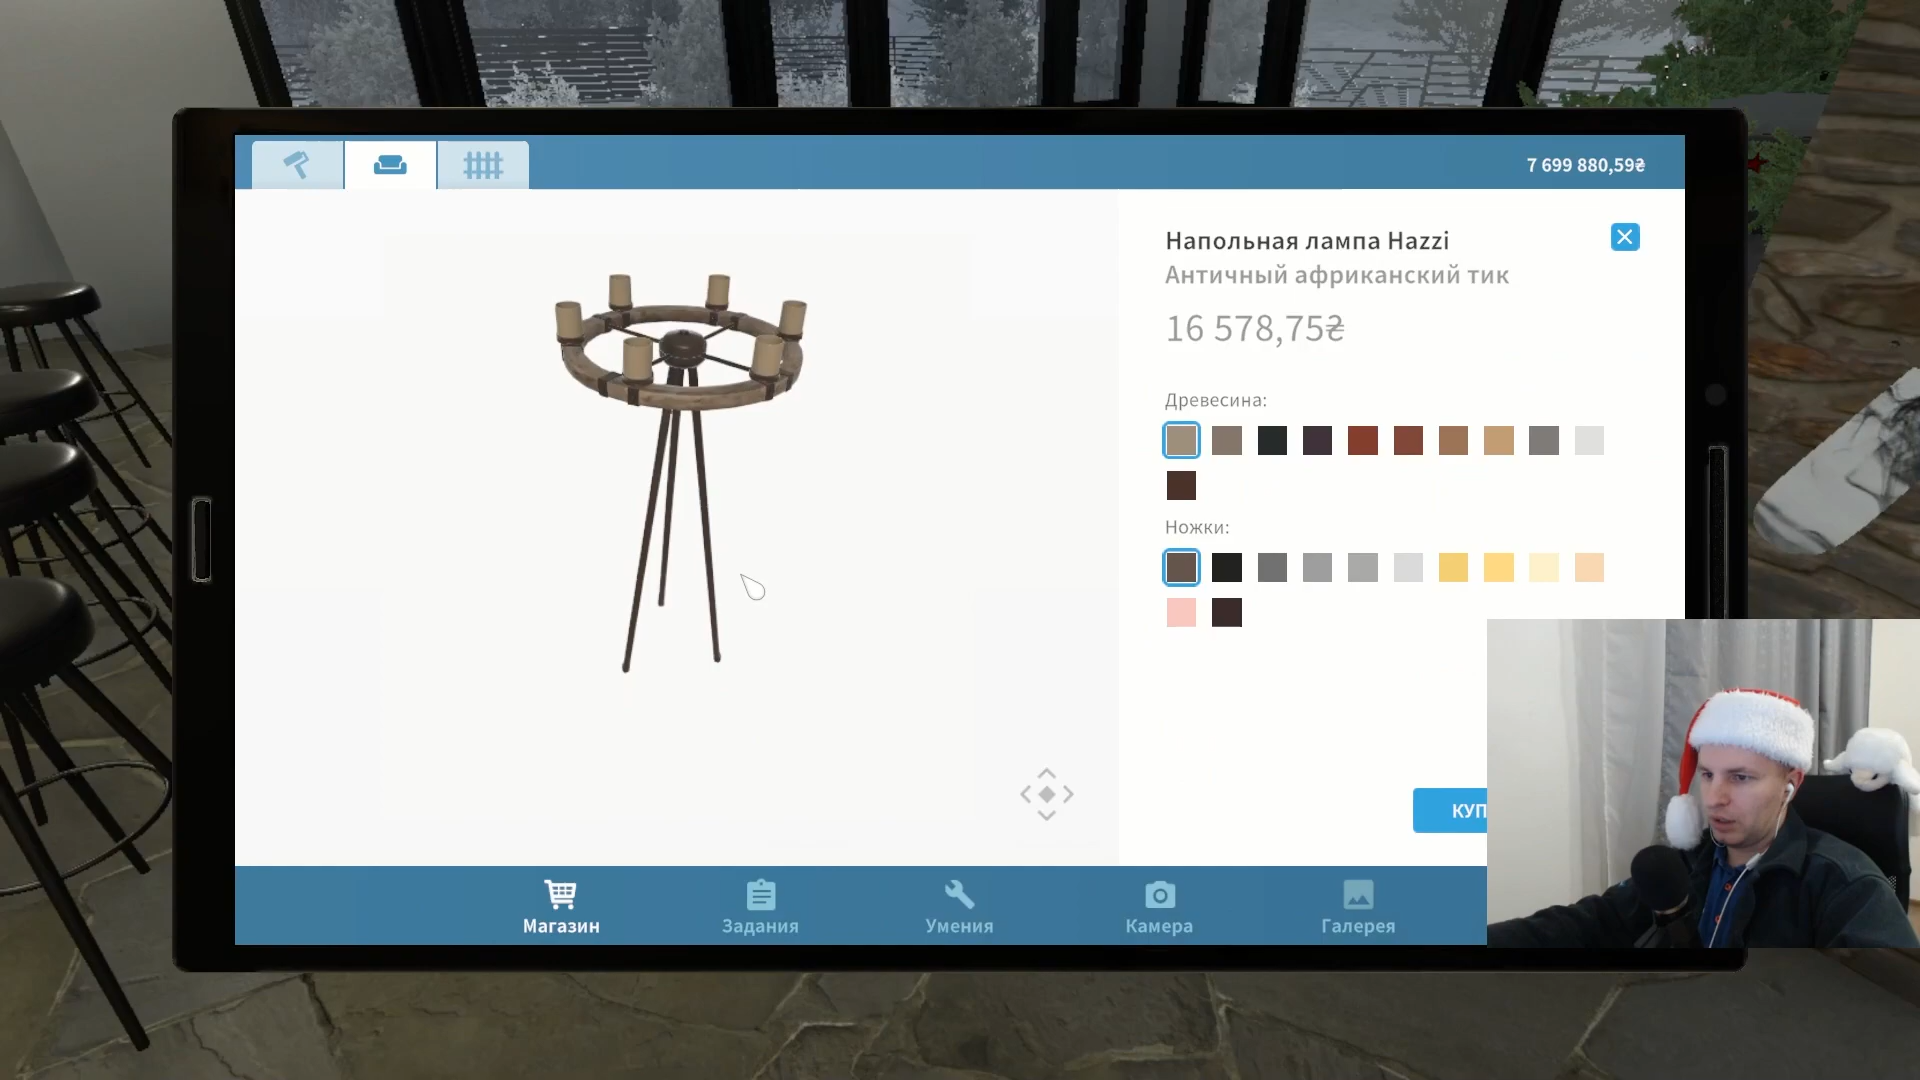 7 699 880,59₴
Напольная лампа Hazzi
Античный африканский тик
16 578,75₴
Древесина:
Ножки:
КУП
Магазин
Задания
Умения
Камера
Галерея